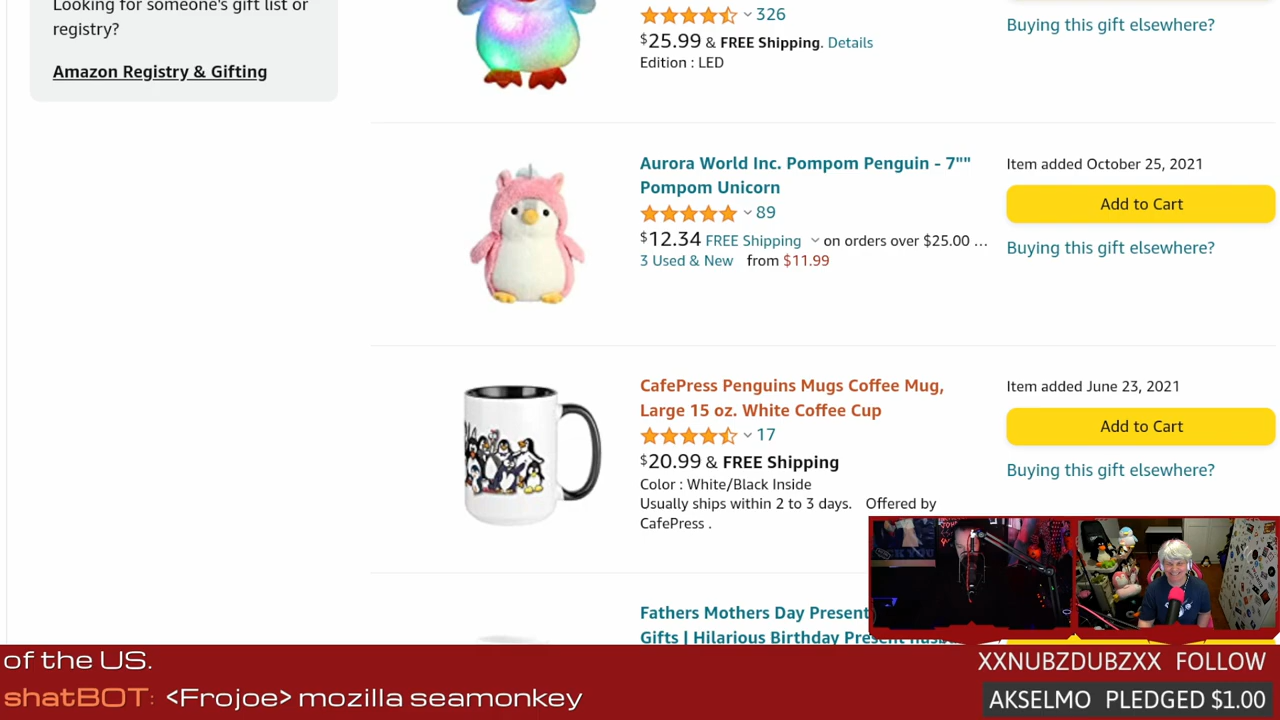 Looking for someone's gift list or
registry?
Amazon Registry & Gifting
326
$25.99 & FREE Shipping. Details
Edition : LED
Buying this gift elsewhere?
Aurora World Inc. Pompom Penguin - 7""
Pompom Unicorn
89
$12.34 FREE Shipping on orders over $25.00 …
3 Used & New from $11.99
Item added October 25, 2021
Add to Cart
Buying this gift elsewhere?
CafePress Penguins Mugs Coffee Mug,
Large 15 oz. White Coffee Cup
17
$20.99 & FREE Shipping
Color : White/Black Inside
Usually ships within 2 to 3 days. Offered by
CafePress .
Item added June 23, 2021
Add to Cart
Buying this gift elsewhere?
Fathers Mothers Day Present
Gifts | Hilarious Birthday Present
of the US.
shatBOT: <Frojoe> mozilla seamonkey
XXNUBZDUBZXX FOLLOW
AKSELMO PLEDGED $1.00